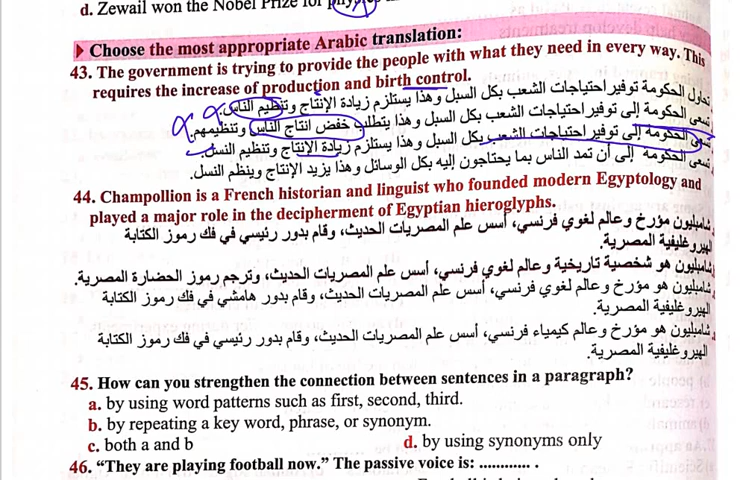 d. Zewail won the Nobel Prize for
Choose the most appropriate Arabic translation:
43. The government is trying to provide the people with what they need in every way. This
requires the increase of production and birth control.
تحاول الحكومة توفير احتياجات الشعب بكل السبل وهذا يستلزم زيادة الإنتاج وتنظيم الناس.
تسعى الحكومة إلى توفير احتياجات الشعب بكل السبل وهذا يتطلب خفض انتاج الناس وتنظيمهم.
تسعى الحكومة إلى توفير احتياجات الشعب بكل السبل وهذا يستلزم زيادة الإنتاج وتنظيم النسل.
تسعى الحكومة إلى أن تمد الناس بما يحتاجون إليه بكل الوسائل وهذا يزيد الإنتاج وينظم النسل.
44. Champollion is a French historian and linguist who founded modern Egyptology and
played a major role in the decipherment of Egyptian hieroglyphs.
شامبليون مؤرخ وعالم لغوي فرنسي، أسس علم المصريات الحديث، وقام بدور رئيسي في فك رموز الكتابة
الهيروغليفية المصرية.
شامبليون هو شخصية تاريخية وعالم لغوي فرنسي، أسس علم المصريات الحديث، وترجم رموز الحضارة المصرية.
شامبليون هو مؤرخ وعالم لغوي فرنسي، أسس علم المصريات الحديث، وقام بدور هامشي في فك رموز الكتابة
الهيروغليفية المصرية.
شامبليون هو مؤرخ وعالم كيمياء فرنسي، أسس علم المصريات الحديث، وقام بدور رئيسي في فك رموز الكتابة
الهيروغليفية المصرية.
45. How can you strengthen the connection between sentences in a paragraph?
a. by using word patterns such as first, second, third.
b. by repeating a key word, phrase, or synonym.
c. both a and b d. by using synonyms only
46. “They are playing football now.” The passive voice is: ............ .